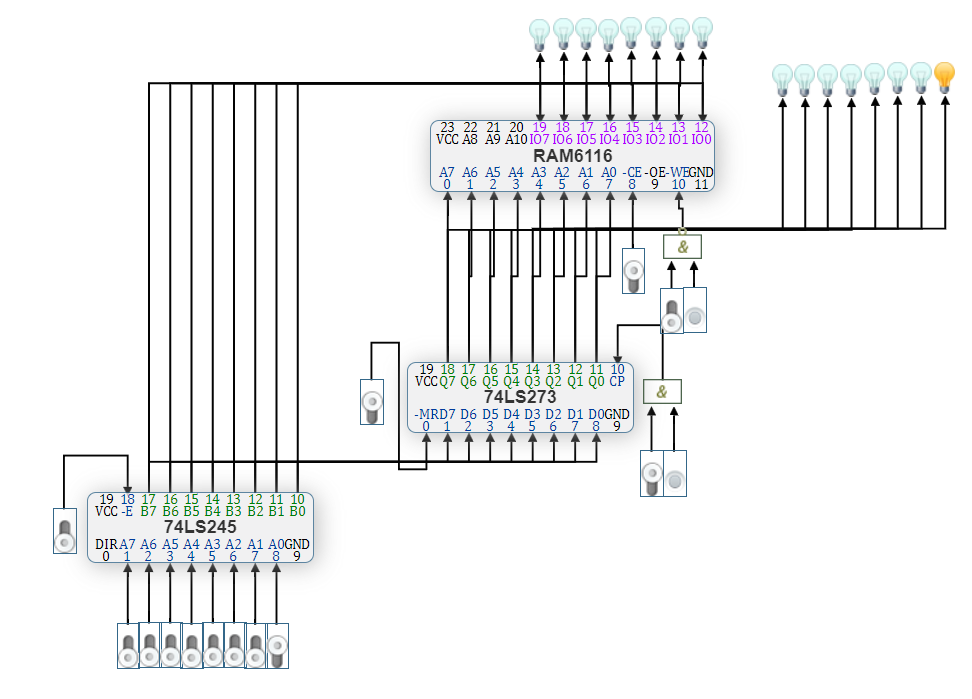 23 22 21 20 19 18 17 16 15 14 13 12
VCC A8 A9 A10 IO7 IO6 IO5 IO4 IO3 IO2 IO1 IO0
RAM6116
A7 A6 A5 A4 A3 A2 A1 A0 -CE -OE -WE GND
0 1 2 3 4 5 6 7 8 9 10 11
&
19 18 17 16 15 14 13 12 11 10
VCC Q7 Q6 Q5 Q4 Q3 Q2 Q1 Q0 CP
74LS273
-MR D7 D6 D5 D4 D3 D2 D1 D0 GND
0 1 2 3 4 5 6 7 8 9
&
19 18 17 16 15 14 13 12 11 10
VCC -E B7 B6 B5 B4 B3 B2 B1 B0
74LS245
DIR A7 A6 A5 A4 A3 A2 A1 A0 GND
0 1 2 3 4 5 6 7 8 9